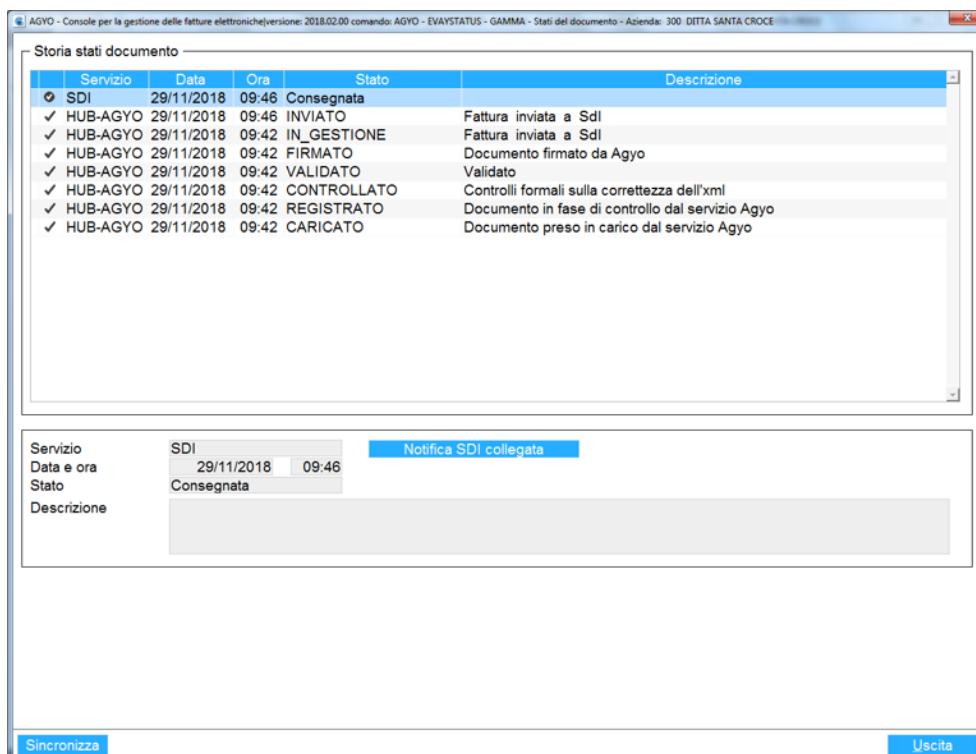 AGYO - Console per la gestione delle fatture elettroniche|versione: 2018.02.00 comando: AGYO - EVAYSTATUS - GAMMA - Stati del documento - Azienda: 300 DITTA SANTA CROCE
Storia stati documento
Servizio Data Ora Stato Descrizione
SDI 29/11/2018 09:46 Consegnata
HUB-AGYO 29/11/2018 09:46 INVIATO Fattura inviata a SdI
HUB-AGYO 29/11/2018 09:42 IN_GESTIONE Fattura inviata a SdI
HUB-AGYO 29/11/2018 09:42 FIRMATO Documento firmato da Agyo
HUB-AGYO 29/11/2018 09:42 VALIDATO Validato
HUB-AGYO 29/11/2018 09:42 CONTROLLATO Controlli formali sulla correttezza dell'xml
HUB-AGYO 29/11/2018 09:42 REGISTRATO Documento in fase di controllo dal servizio Agyo
HUB-AGYO 29/11/2018 09:42 CARICATO Documento preso in carico dal servizio Agyo
Servizio SDI Notifica SDI collegata
Data e ora 29/11/2018 09:46
Stato Consegnata
Descrizione
Sincronizza Uscita